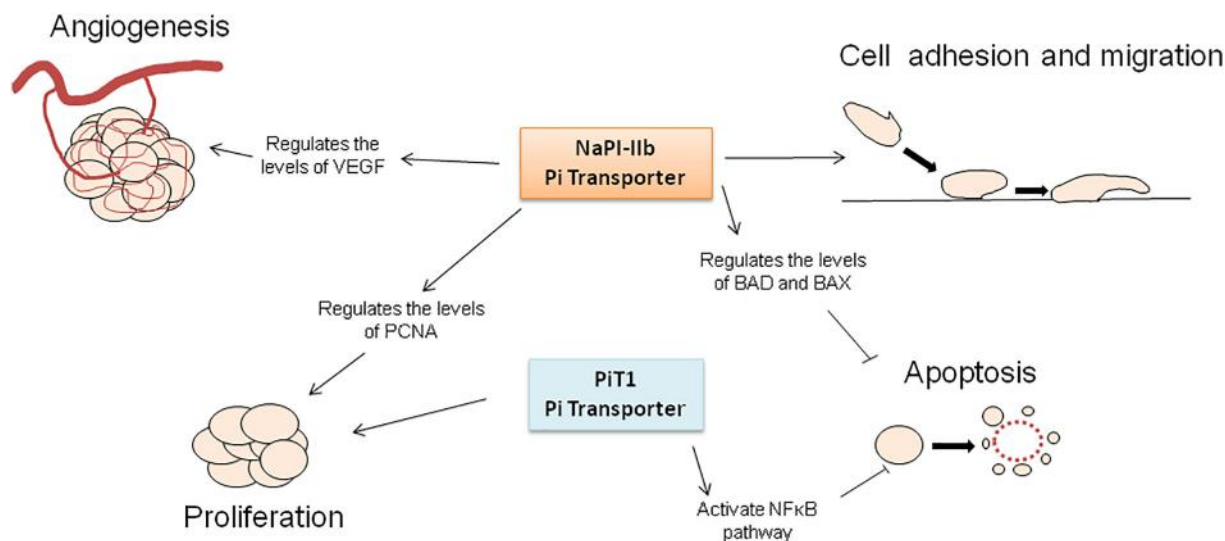 Angiogenesis
Cell adhesion and migration
Regulates the
levels of VEGF
NaPI-IIb
Pi Transporter
Regulates the levels
of BAD and BAX
Regulates the levels
of PCNA
PiT1
Pi Transporter
Apoptosis
Proliferation
Activate NFκB
pathway